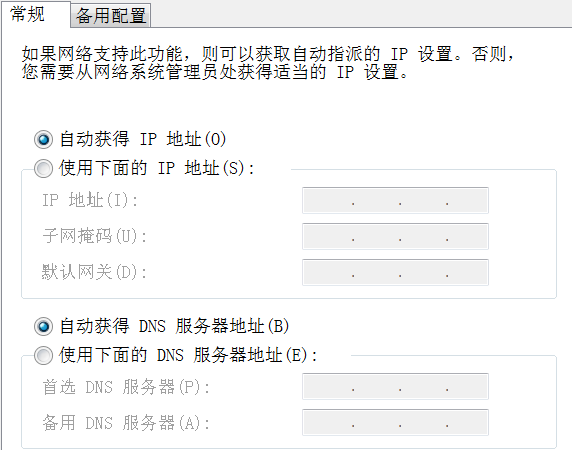 常规
备用配置
如果网络支持此功能，则可以获取自动指派的 IP 设置。否则，
您需要从网络系统管理员处获得适当的 IP 设置。
自动获得 IP 地址(O)
使用下面的 IP 地址(S):
IP 地址(I):
子网掩码(U):
默认网关(D):
自动获得 DNS 服务器地址(B)
使用下面的 DNS 服务器地址(E):
首选 DNS 服务器(P):
备用 DNS 服务器(A):